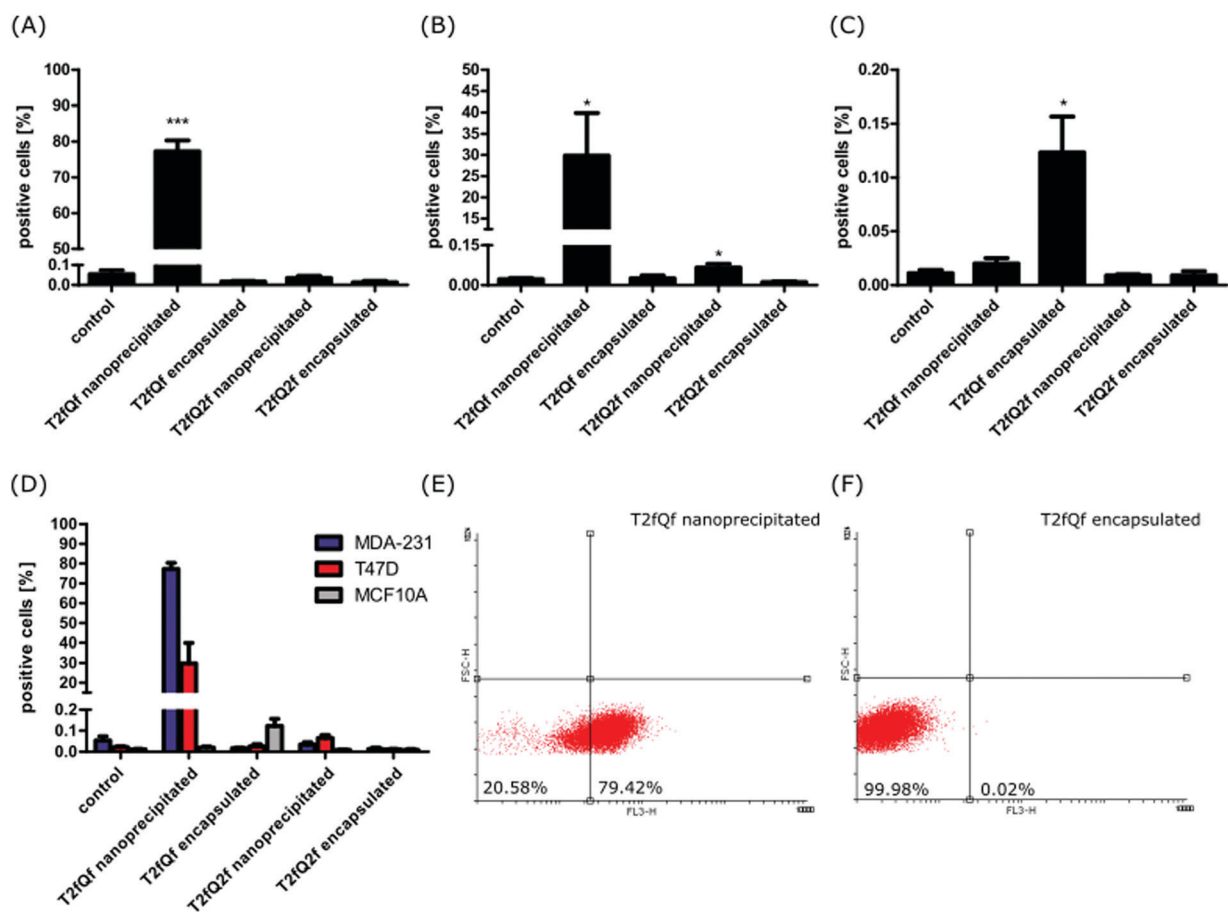 (A)
positive cells [%]
100
90
80
70
60
50
0.1
0.0
***
control
T2fQf nanoprecipitated
T2fQf encapsulated
T2fQ2f nanoprecipitated
T2fQ2f encapsulated
(B)
positive cells [%]
50
45
40
35
30
25
20
15
0.15
0.00
*
*
control
T2fQf nanoprecipitated
T2fQf encapsulated
T2fQ2f nanoprecipitated
T2fQ2f encapsulated
(C)
positive cells [%]
0.20
0.15
0.10
0.05
0.00
*
control
T2fQf nanoprecipitated
T2fQf encapsulated
T2fQ2f nanoprecipitated
T2fQ2f encapsulated
(D)
positive cells [%]
100
90
80
70
60
50
40
30
20
0.2
0.1
0.0
MDA-231
T47D
MCF10A
control
T2fQf nanoprecipitated
T2fQf encapsulated
T2fQ2f nanoprecipitated
T2fQ2f encapsulated
(E)
T2fQf nanoprecipitated
FSC-H
20.58%
79.42%
FL3-H
(F)
T2fQf encapsulated
FSC-H
99.98%
0.02%
FL3-H